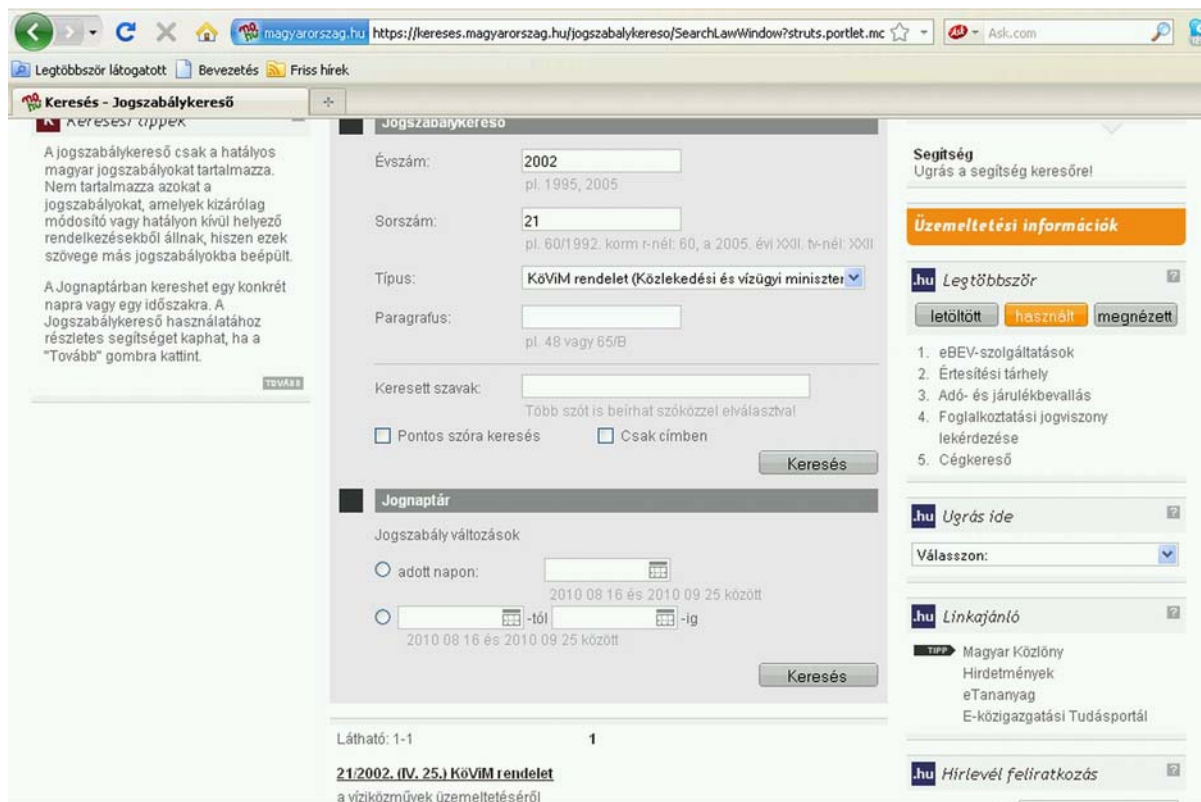 magyarorszag.hu https://kereses.magyarorszag.hu/jogszabalykereso/SearchLawWindow?struts.portlet.mc
Ask.com
Legtöbbször látogatott Bevezetés Friss hírek
Keresés - Jogszabálykereső
Keresési tippek
A jogszabálykereső csak a hatályos
magyar jogszabályokat tartalmazza.
Nem tartalmazza azokat a
jogszabályokat, amelyek kizárólag
módosító vagy hatályon kívül helyező
rendelkezésekből állnak, hiszen ezek
szövege más jogszabályokba beépült.
A Jognaptárban kereshet egy konkrét
napra vagy egy időszakra. A
Jogszabálykereső használatához
részletes segítséget kaphat, ha a
"Tovább" gombra kattint.
TOVÁBB
Jogszabálykereső
Évszám: 2002
pl. 1995, 2005
Sorszám: 21
pl. 60/1992. korm r-nél: 60, a 2005. évi XXII. tv-nél: XXII
Típus: KöViM rendelet (Közlekedési és vízügyi miniszter
Paragrafus:
pl. 48 vagy 65/B
Keresett szavak:
Több szót is beírhat szóközzel elválasztva!
Pontos szóra keresés Csak címben
Keresés
Jognaptár
Jogszabály változások
adott napon:
2010 08 16 és 2010 09 25 között
-tól -ig
2010 08 16 és 2010 09 25 között
Keresés
Látható: 1-1 1
21/2002. (IV. 25.) KöViM rendelet
a víziközművek üzemeltetéséről
Segítség
Ugrás a segítség keresőre!
Üzemeltetési információk
.hu Legtöbbször
letöltött használt megnézett
1. eBEV-szolgáltatások
2. Értesítési tárhely
3. Adó- és járulékbevallás
4. Foglalkoztatási jogviszony
lekérdezése
5. Cégkereső
.hu Ugrás ide
Válasszon:
.hu Linkajánló
TIPP Magyar Közlöny
Hirdetmények
eTananyag
E-közigazgatási Tudásportál
.hu Hírlevél feliratkozás